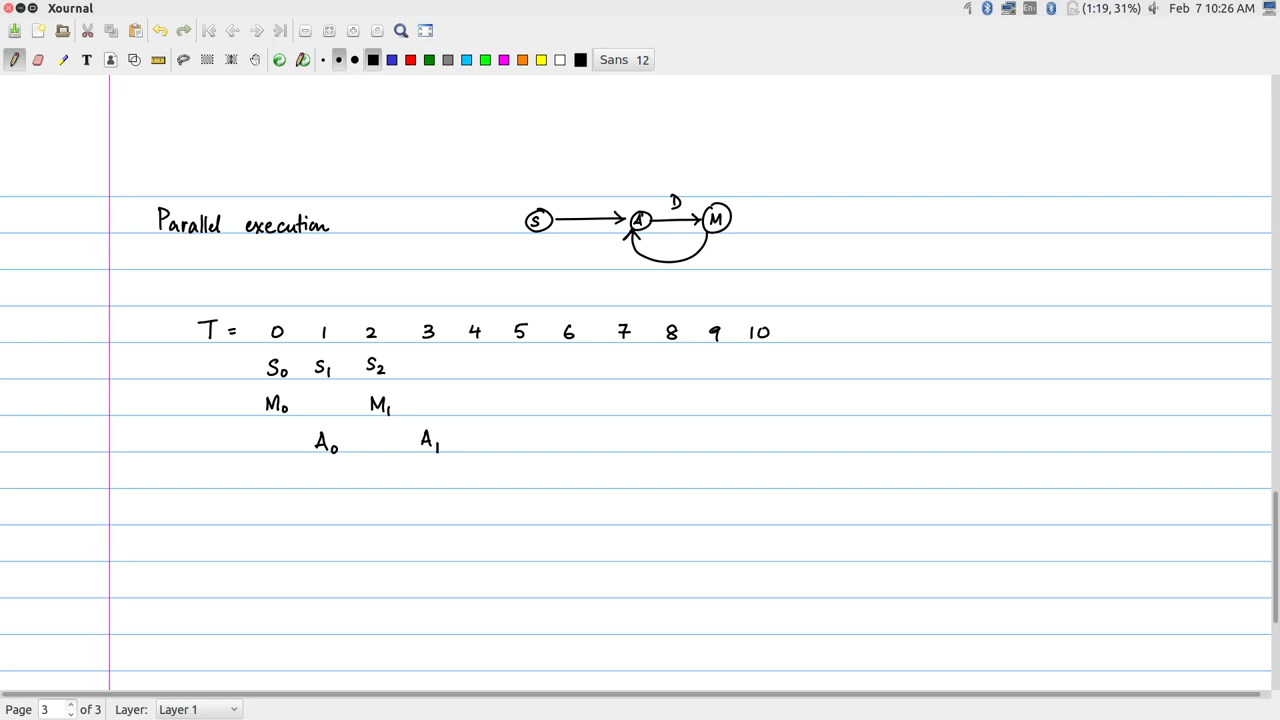 Xournal
(1:19, 31%) Feb 7 10:26 AM
T Sans 12
D
Parallel execution S A M
T = 0 1 2 3 4 5 6 7 8 9 10
S₀ S₁ S₂
M₀ M₁
A₀ A₁
Page 3 of 3 Layer: Layer 1